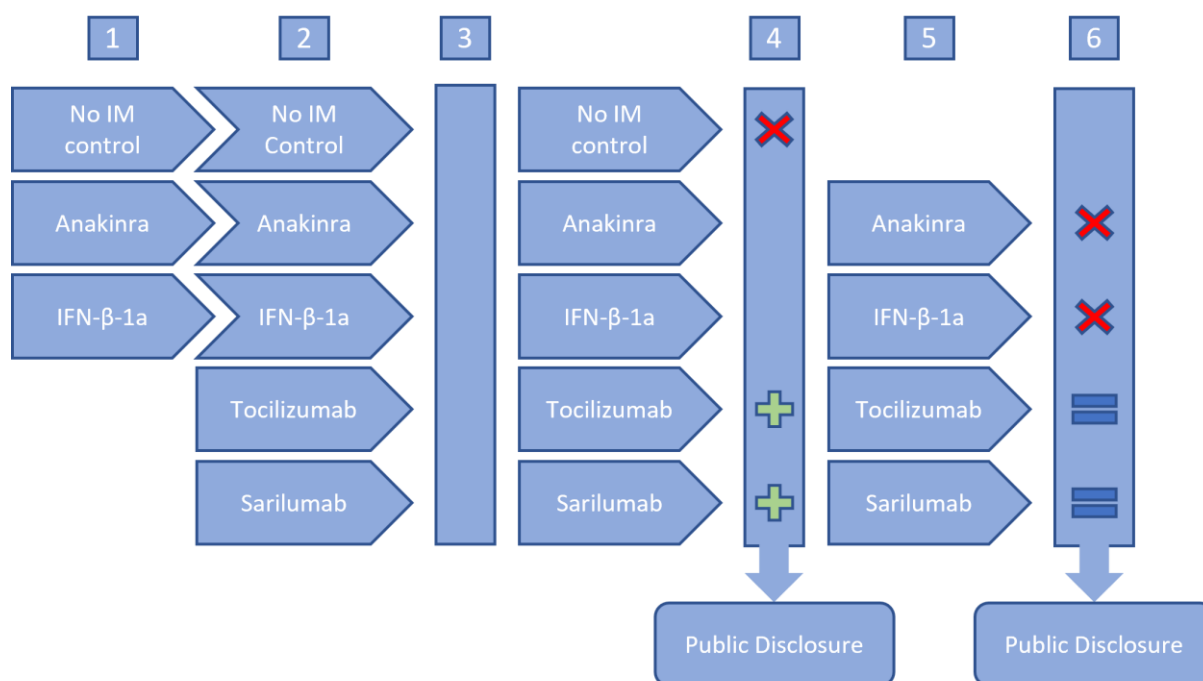 1 2 3 4 5 6
No IM control
No IM Control
No IM control
Anakinra
Anakinra
Anakinra
Anakinra
IFN-β-1a
IFN-β-1a
IFN-β-1a
IFN-β-1a
Tocilizumab
Tocilizumab
Tocilizumab
Sarilumab
Sarilumab
Sarilumab
Public Disclosure
Public Disclosure